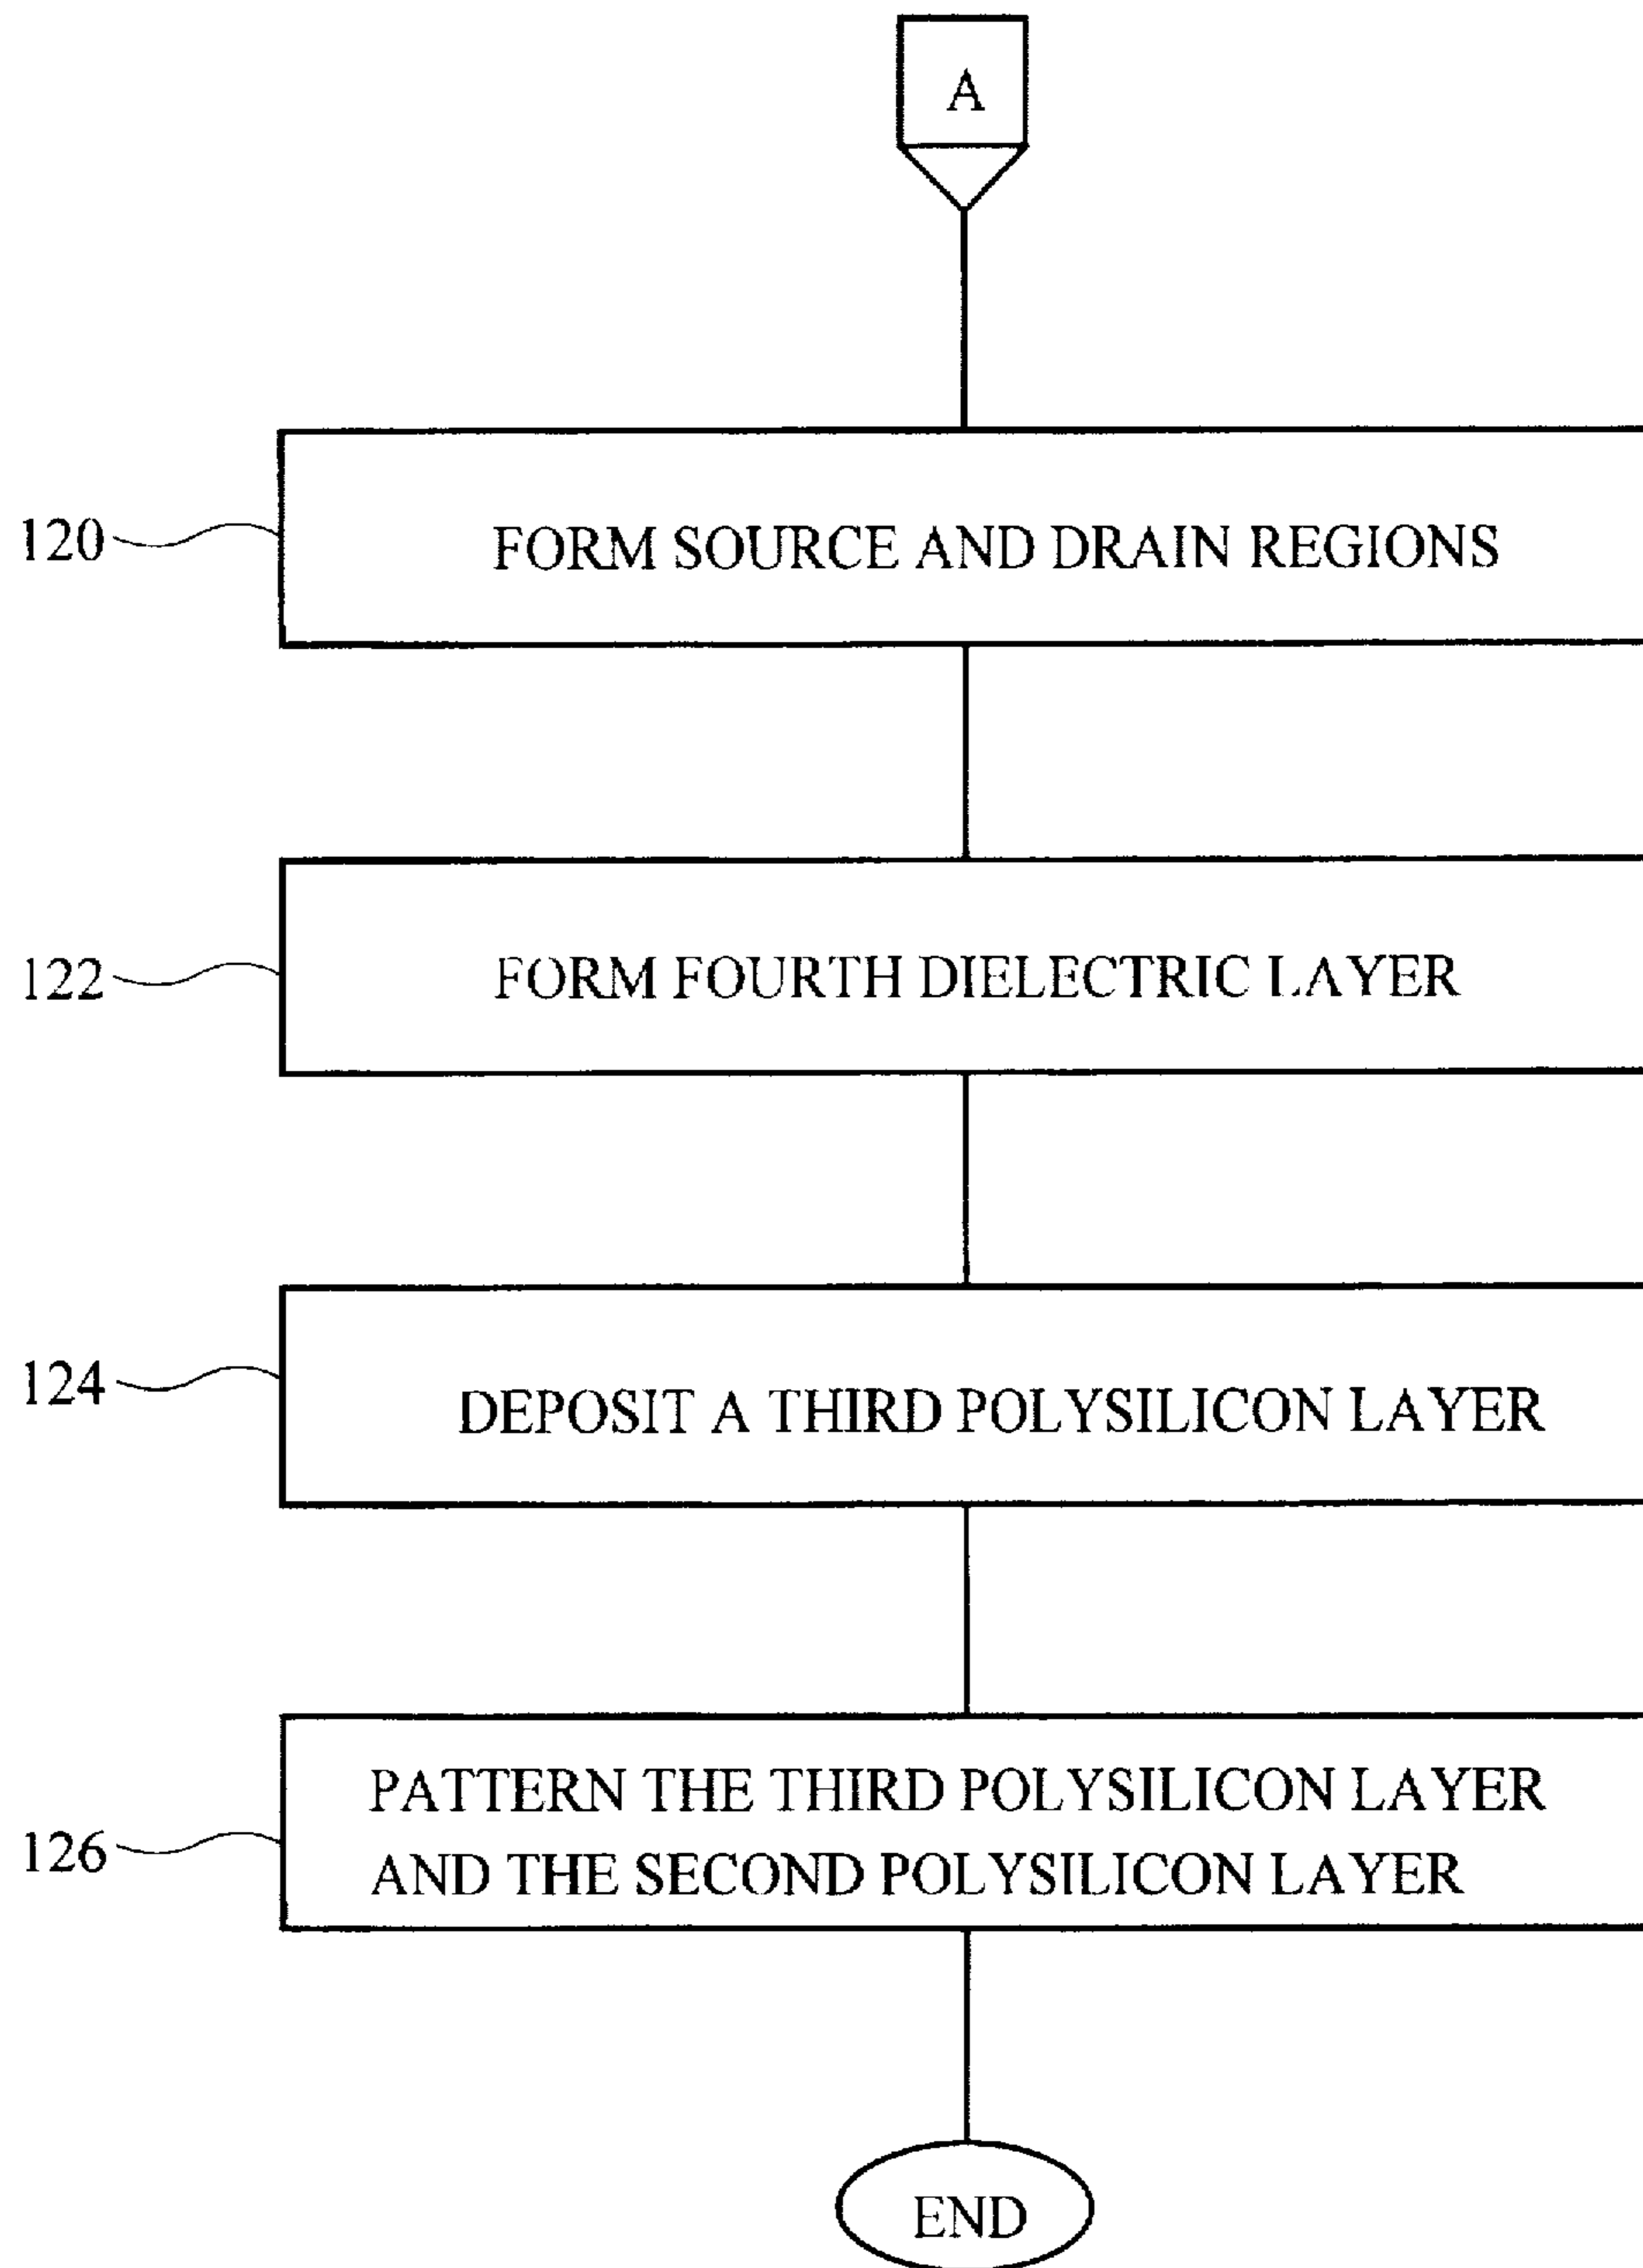 A
120
FORM SOURCE AND DRAIN REGIONS
122
FORM FOURTH DIELECTRIC LAYER
124
DEPOSIT A THIRD POLYSILICON LAYER
126
PATTERN THE THIRD POLYSILICON LAYER
AND THE SECOND POLYSILICON LAYER
END